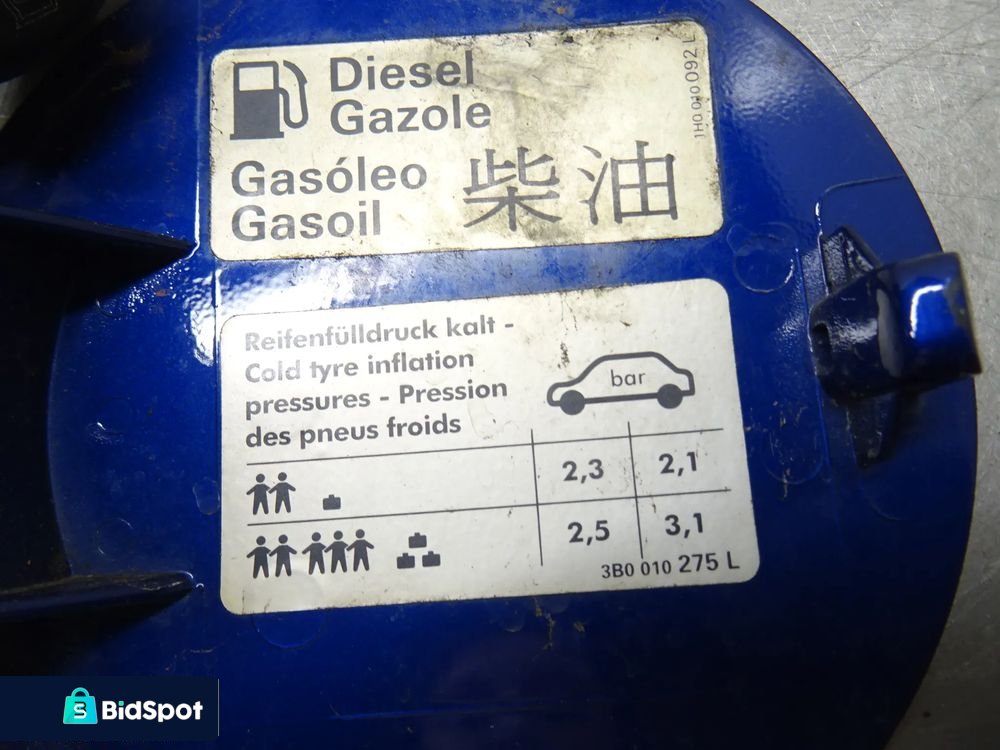 Diesel
Gazole
Gasóleo
Gasoil
柴油
1H0 010 092 L
Reifenfülldruck kalt -
Cold tyre inflation
pressures - Pression
des pneus froids
bar
2,3 2,1
2,5 3,1
3B0 010 275 L
BidSpot